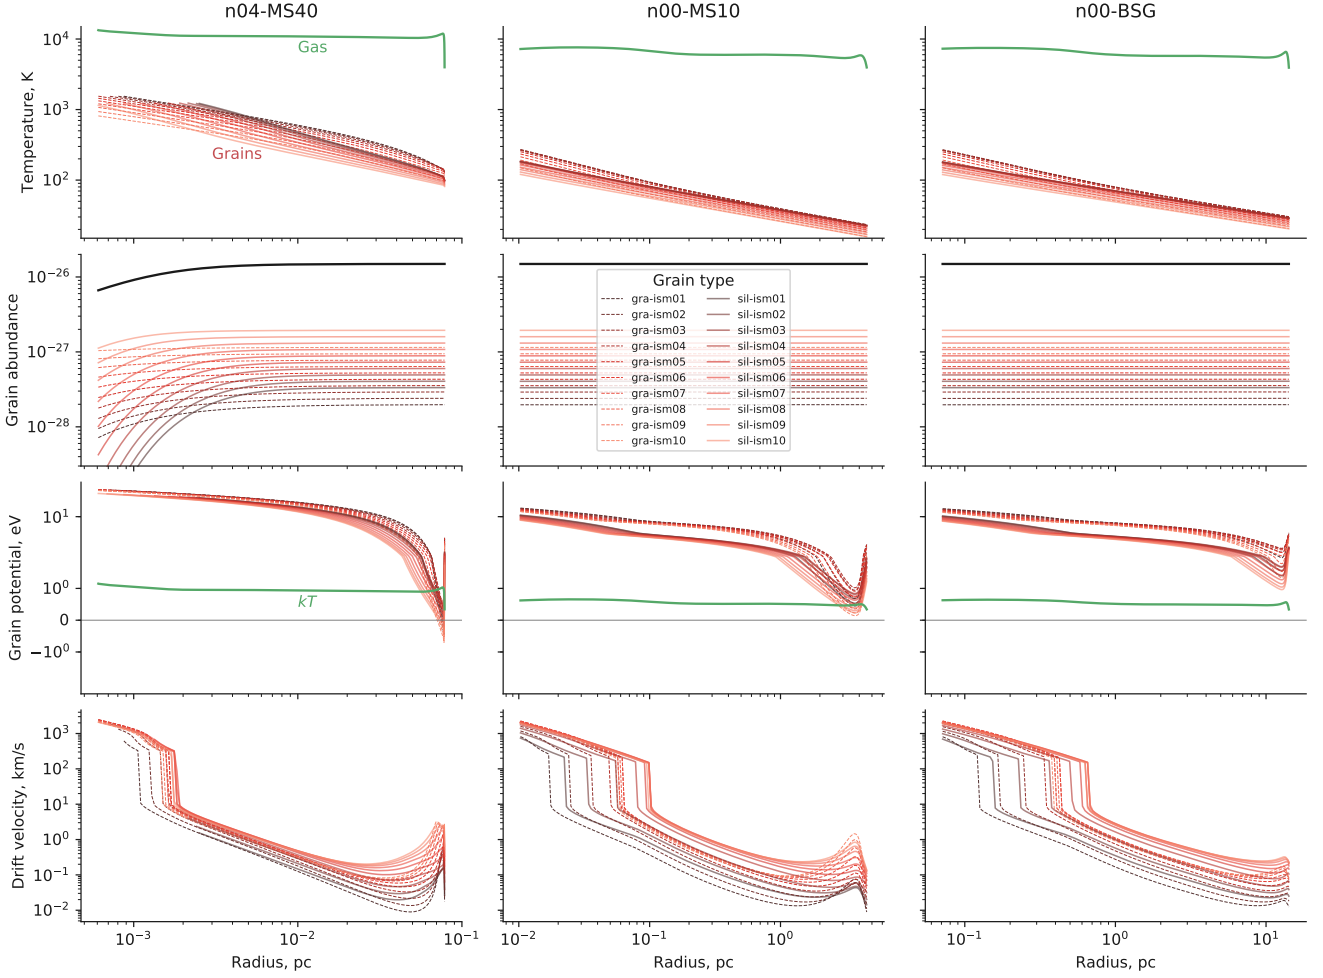 n04-MS40 n00-MS10 n00-BSG
Temperature, K
10⁴
10³
10²
Gas
Grains
Grain abundance
10⁻²⁶
10⁻²⁷
10⁻²⁸
Grain type
gra-ism01 sil-ism01
gra-ism02 sil-ism02
gra-ism03 sil-ism03
gra-ism04 sil-ism04
gra-ism05 sil-ism05
gra-ism06 sil-ism06
gra-ism07 sil-ism07
gra-ism08 sil-ism08
gra-ism09 sil-ism09
gra-ism10 sil-ism10
Grain potential, eV
10¹
10⁰
0
−10⁰
kT
Drift velocity, km/s
10³
10²
10¹
10⁰
10⁻¹
10⁻²
10⁻³ 10⁻² 10⁻¹ 10⁻² 10⁻¹ 10⁰ 10⁻¹ 10⁰ 10¹
Radius, pc Radius, pc Radius, pc